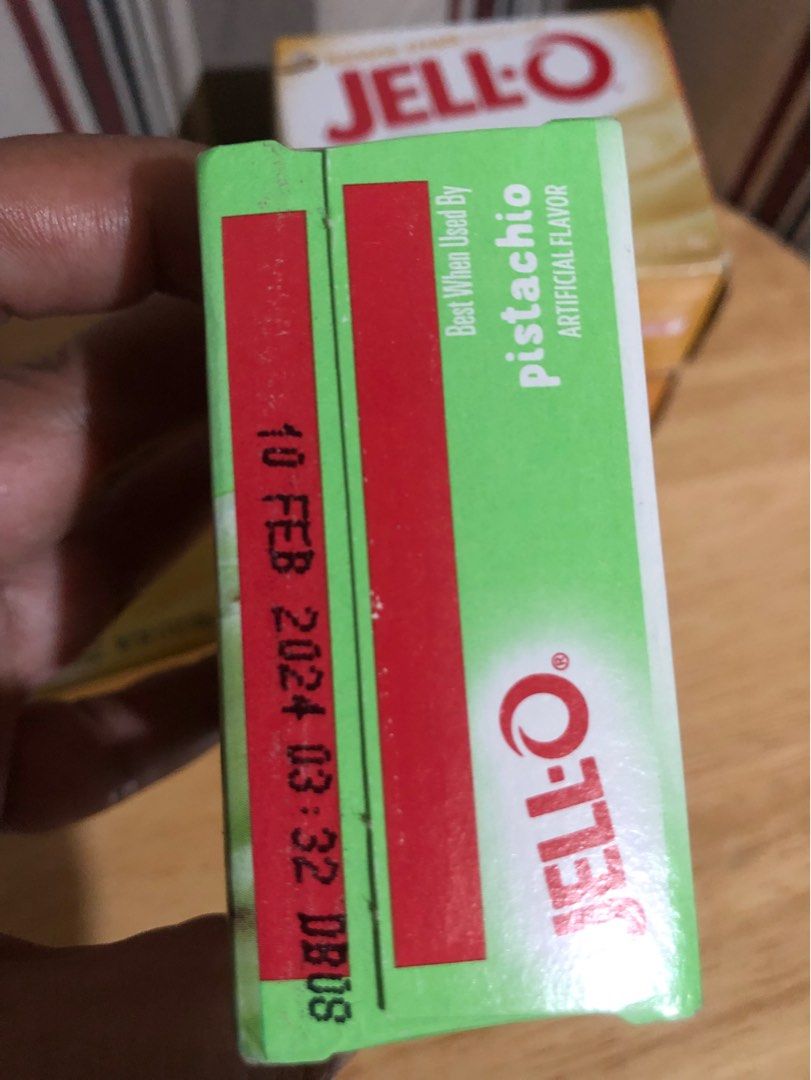 JELL-O
Best When Used By
pistachio
ARTIFICIAL FLAVOR
10 FEB 2024 03:32 DB08
JELL-O®